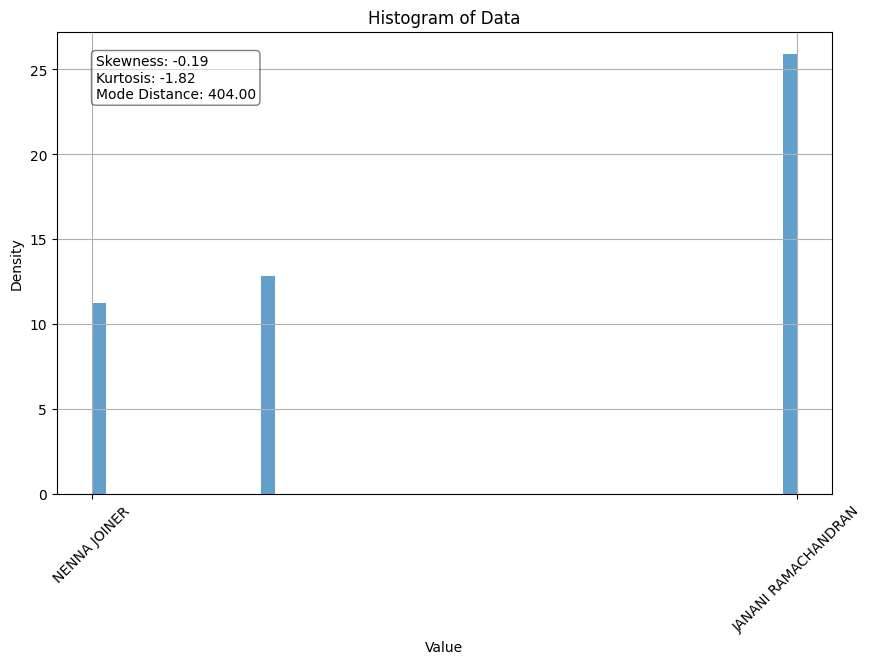 Histogram of Data
Skewness: -0.19
Kurtosis: -1.82
Mode Distance: 404.00
Density
25
20
15
10
5
0
NENNA JOINER
JANANI RAMACHANDRAN
Value